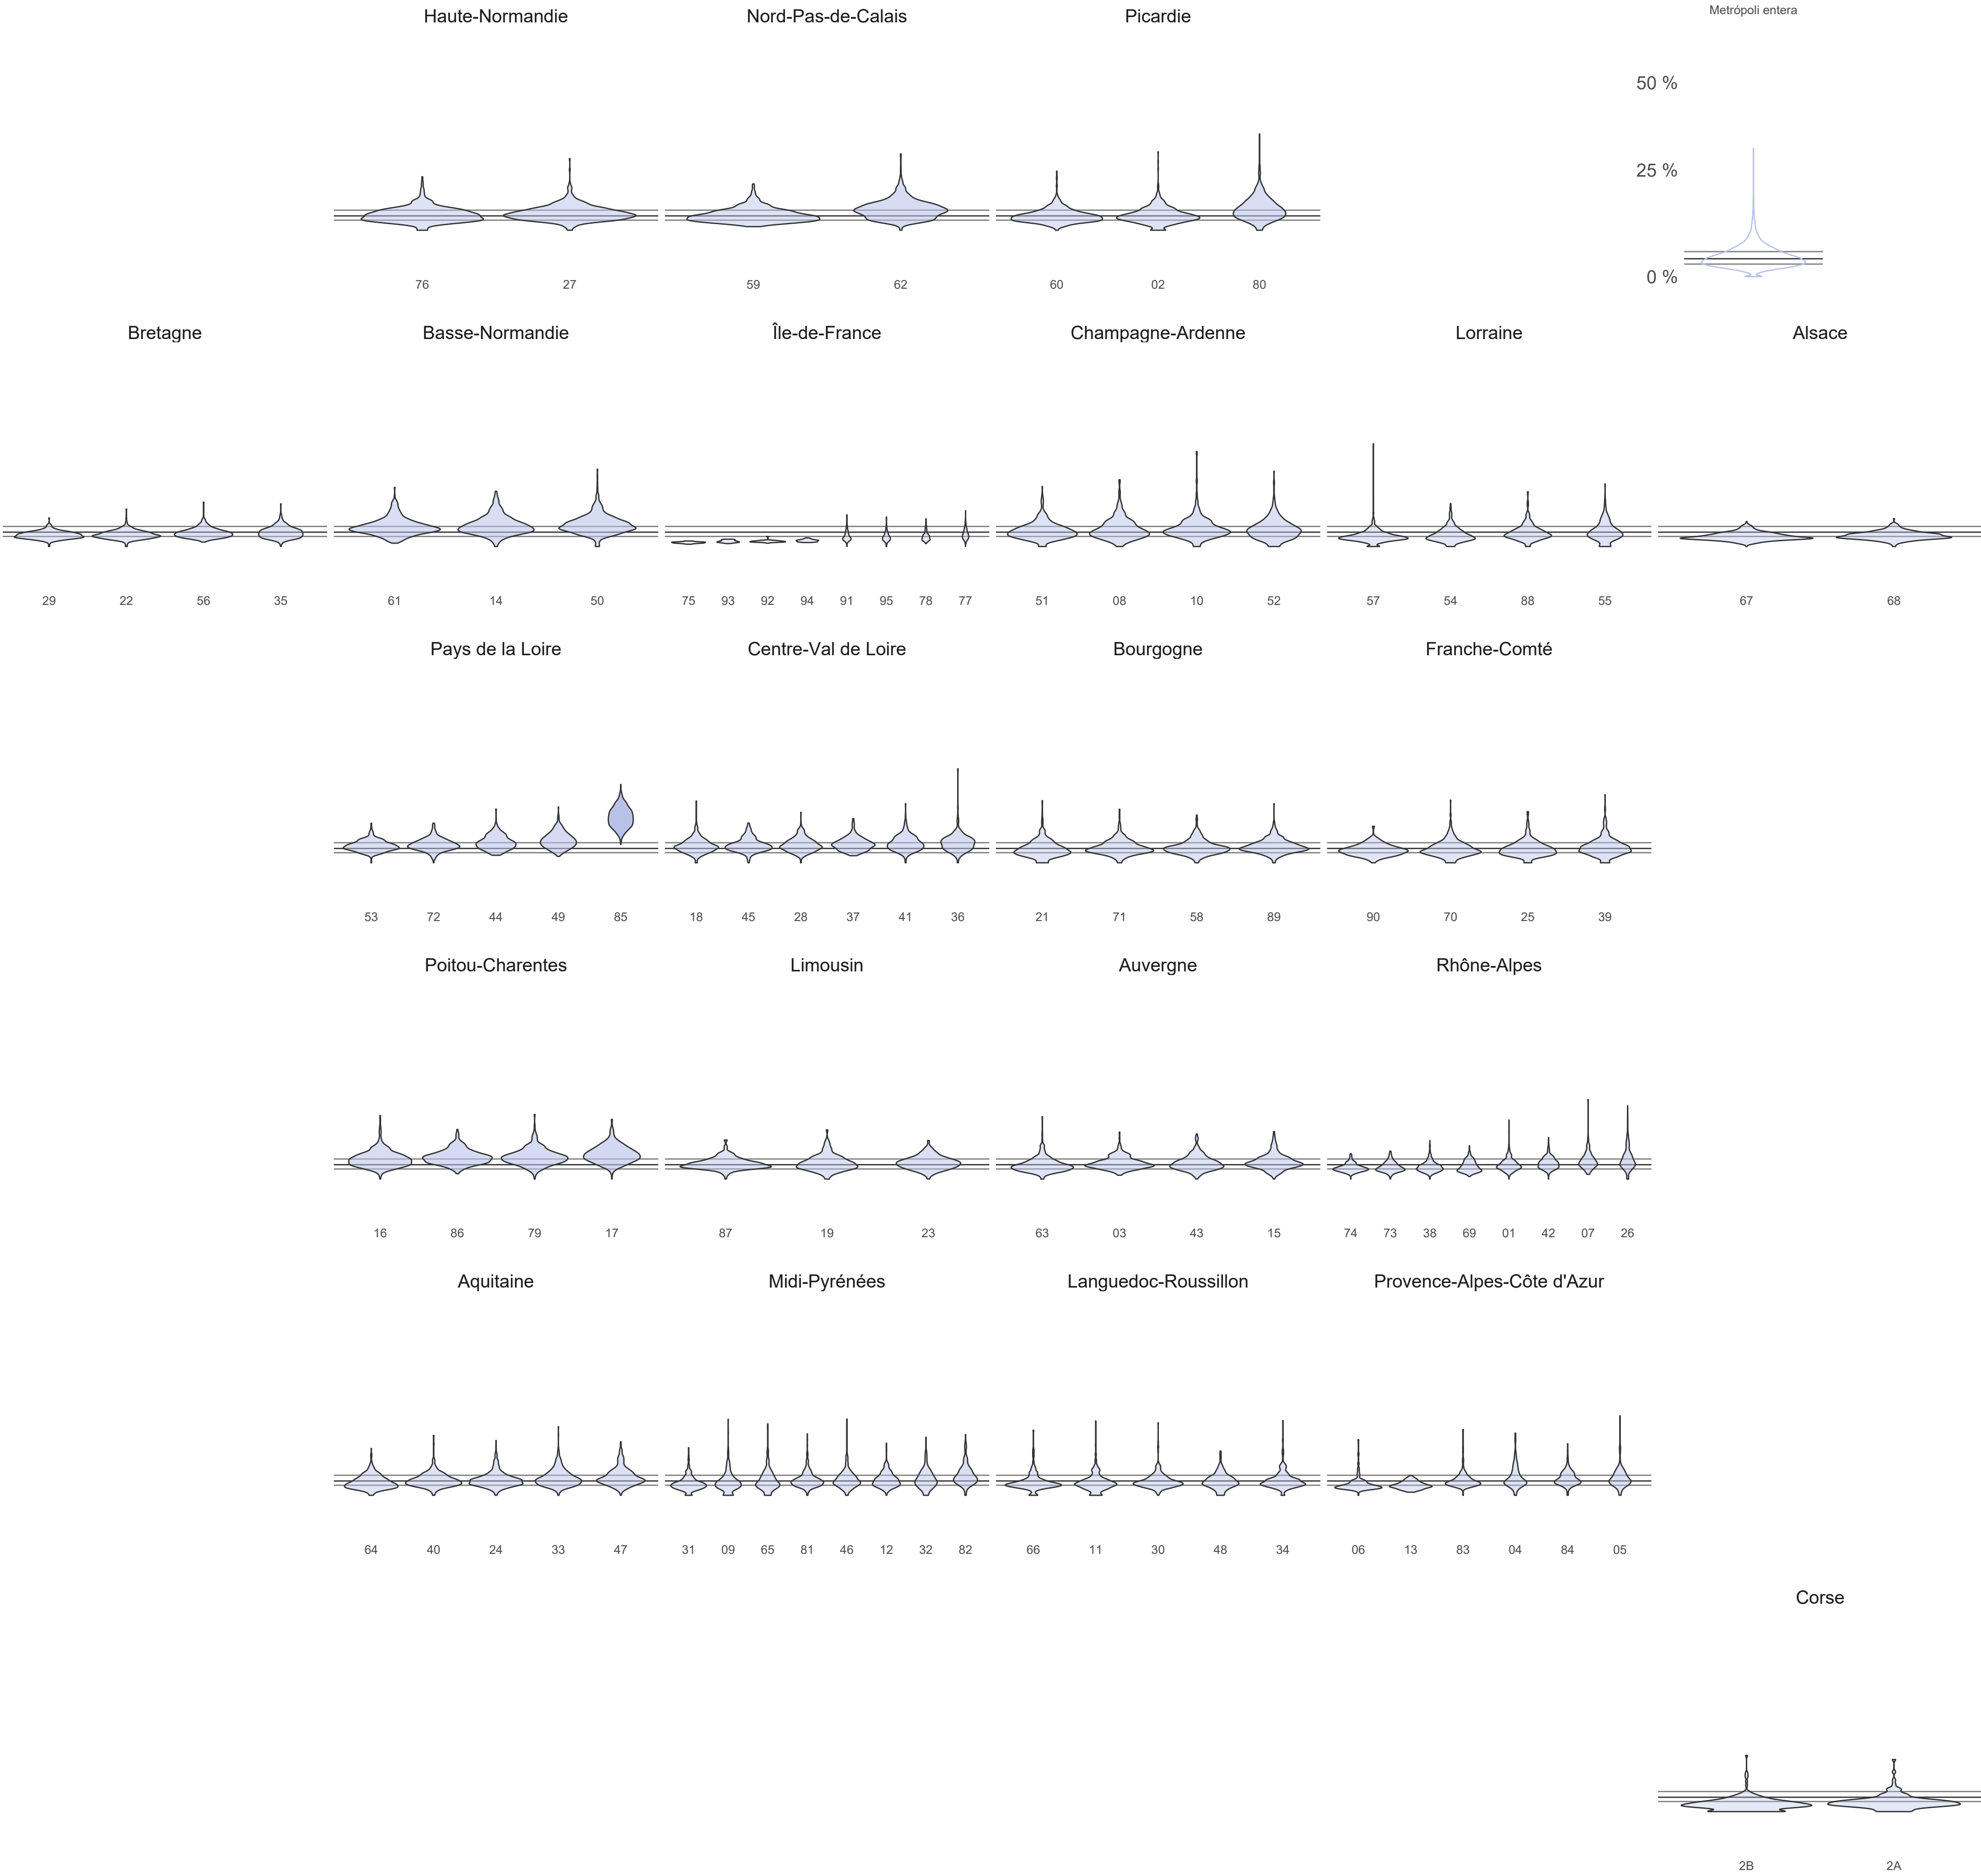 Haute-Normandie Nord-Pas-de-Calais Picardie Metrópoli entera
50 %
25 %
0 %
76 27 59 62 60 02 80
Bretagne Basse-Normandie Île-de-France Champagne-Ardenne Lorraine Alsace
29 22 56 35 61 14 50 75 93 92 94 91 95 78 77 51 08 10 52 57 54 88 55 67 68
Pays de la Loire Centre-Val de Loire Bourgogne Franche-Comté
53 72 44 49 85 18 45 28 37 41 36 21 71 58 89 90 70 25 39
Poitou-Charentes Limousin Auvergne Rhône-Alpes
16 86 79 17 87 19 23 63 03 43 15 74 73 38 69 01 42 07 26
Aquitaine Midi-Pyrénées Languedoc-Roussillon Provence-Alpes-Côte d'Azur
64 40 24 33 47 31 09 65 81 46 12 32 82 66 11 30 48 34 06 13 83 04 84 05
Corse
2B 2A